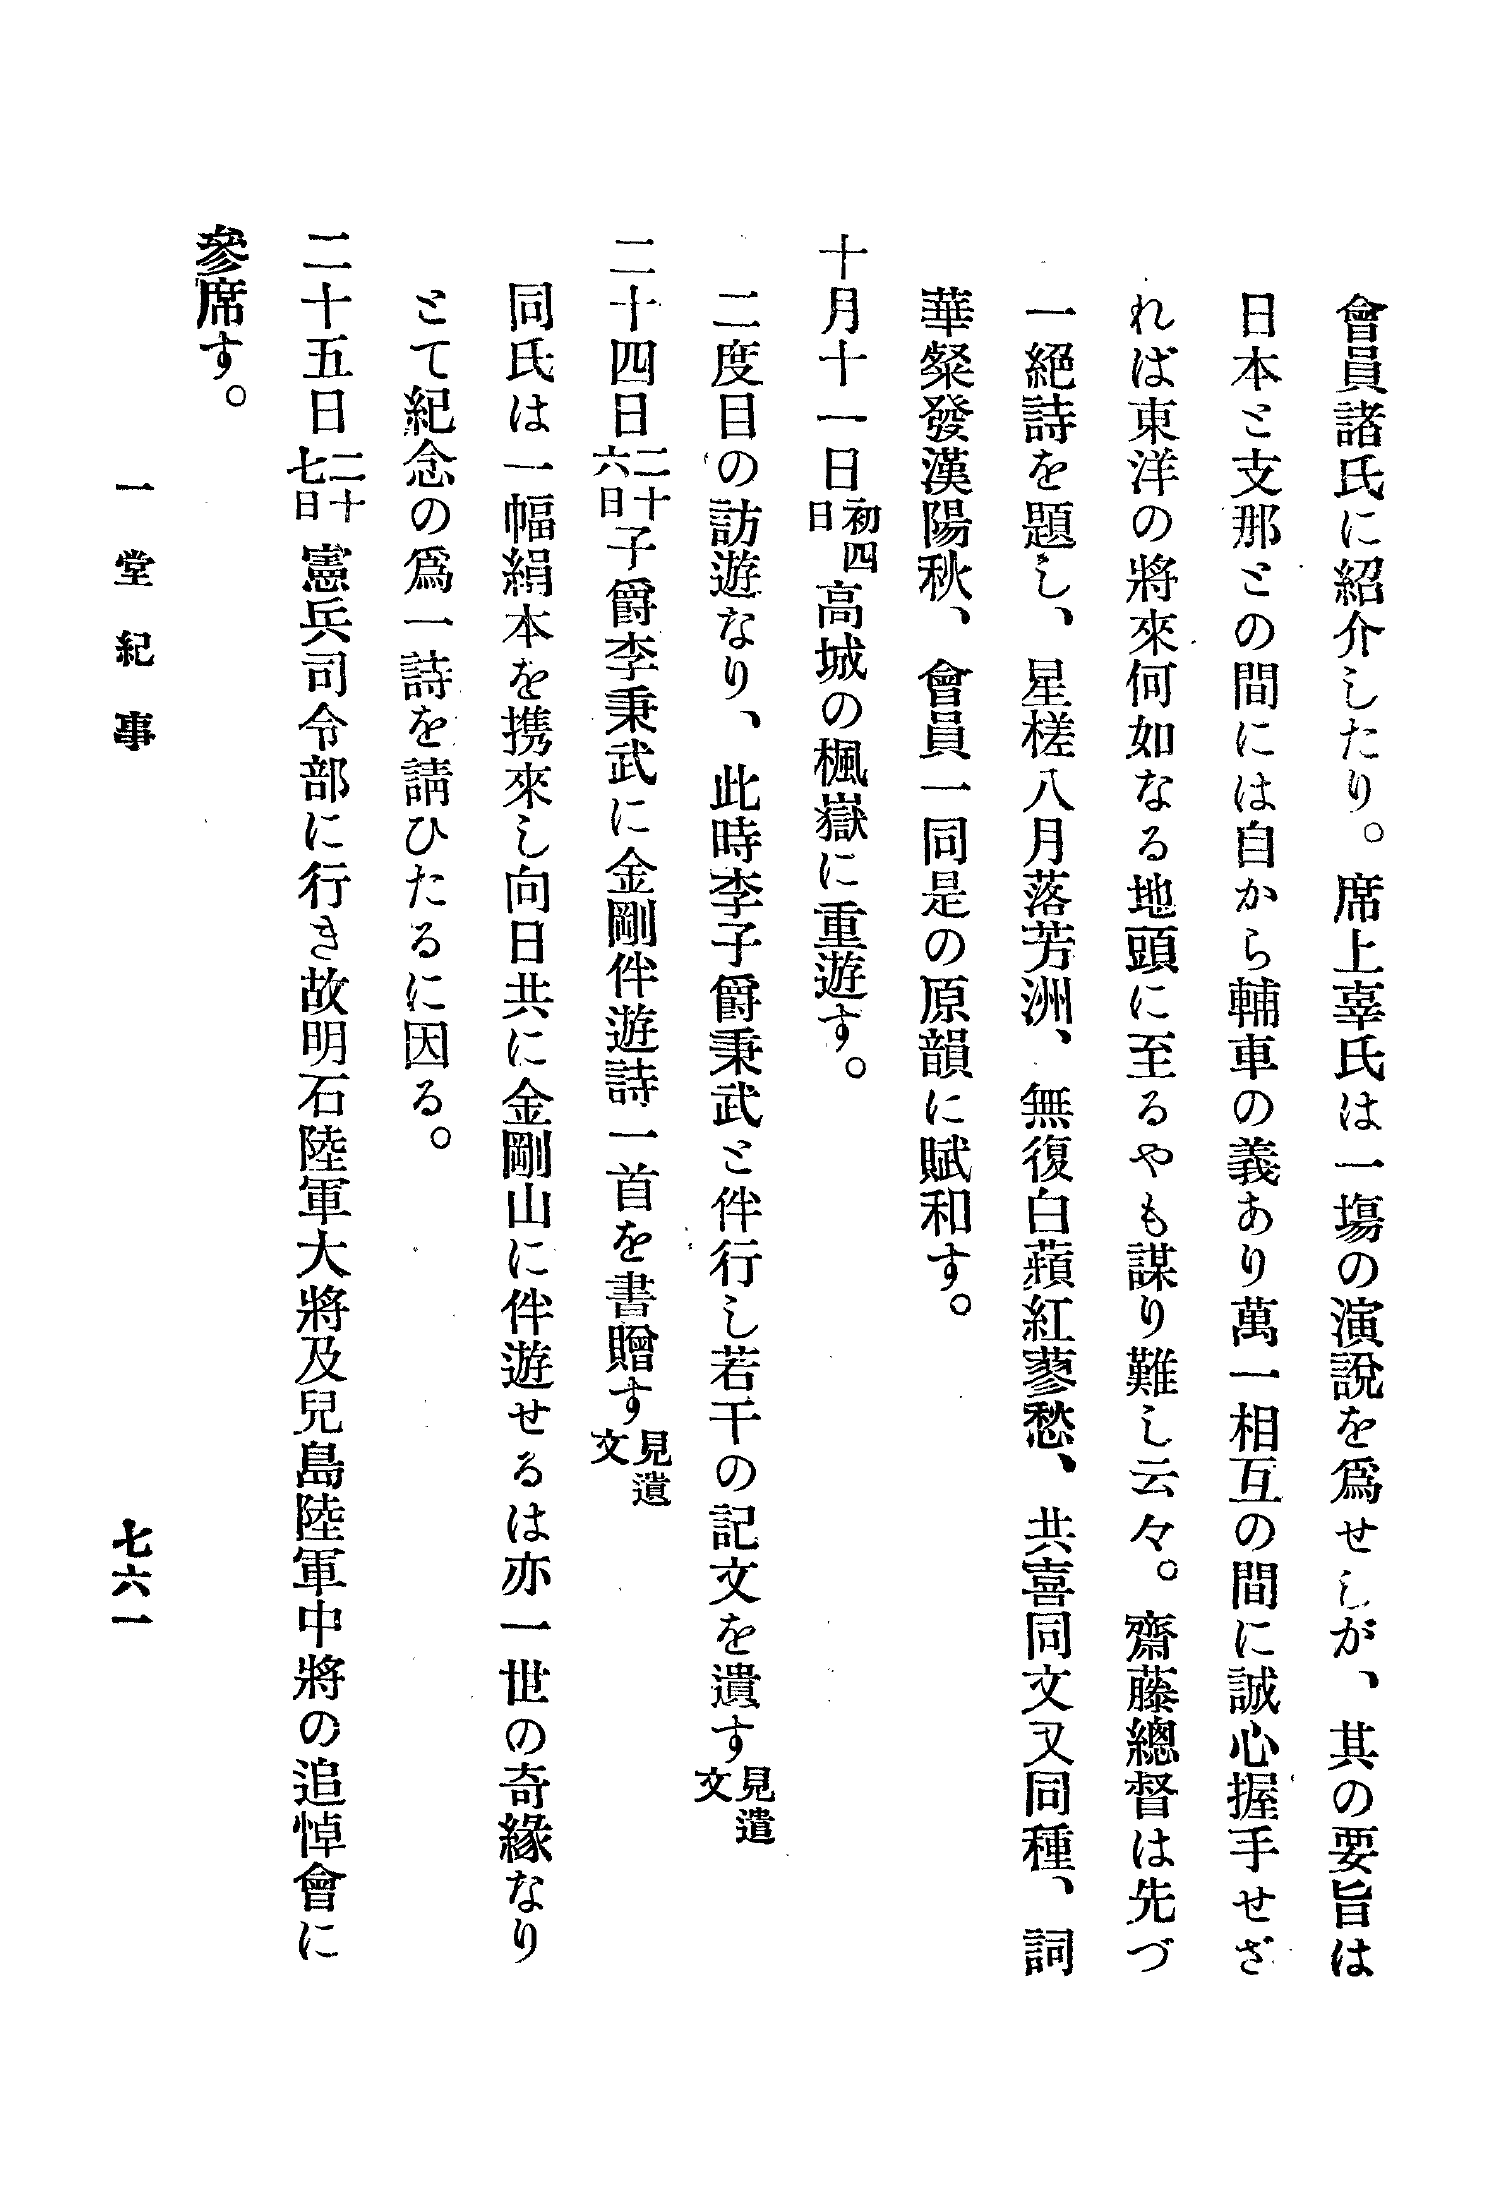 會員諸氏に紹介したり。席上辜氏は一塲の演說を爲せしが、其の要旨は
日本と支那との間には自から輔車の義あり萬一相互の間に誠心握手せざ
れば東洋の將來何如なる地頭に至るやも謀り難し云々。齋藤總督は先づ
一絕詩を題し、星槎八月落芳洲、無復白蘋紅蓼愁、共喜同文又同種、詞
華粲發漢陽秋、會員一同是の原韻に賦和す。
十月十一日初四日高城の楓嶽に重遊す。
二度目の訪遊なり、此時李子爵秉武と伴行し若干の記文を遺す見遺文
二十四日二十六日子爵李秉武に金剛伴遊詩一首を書贈す見遺文
同氏は一幅絹本を携來し向日共に金剛山に伴遊せるは亦一世の奇緣なり
とて紀念の爲一詩を請ひたるに因る。
二十五日二十七日憲兵司令部に行き故明石陸軍大將及兒島陸軍中將の追悼會に
參席す。
一堂紀事
七六一